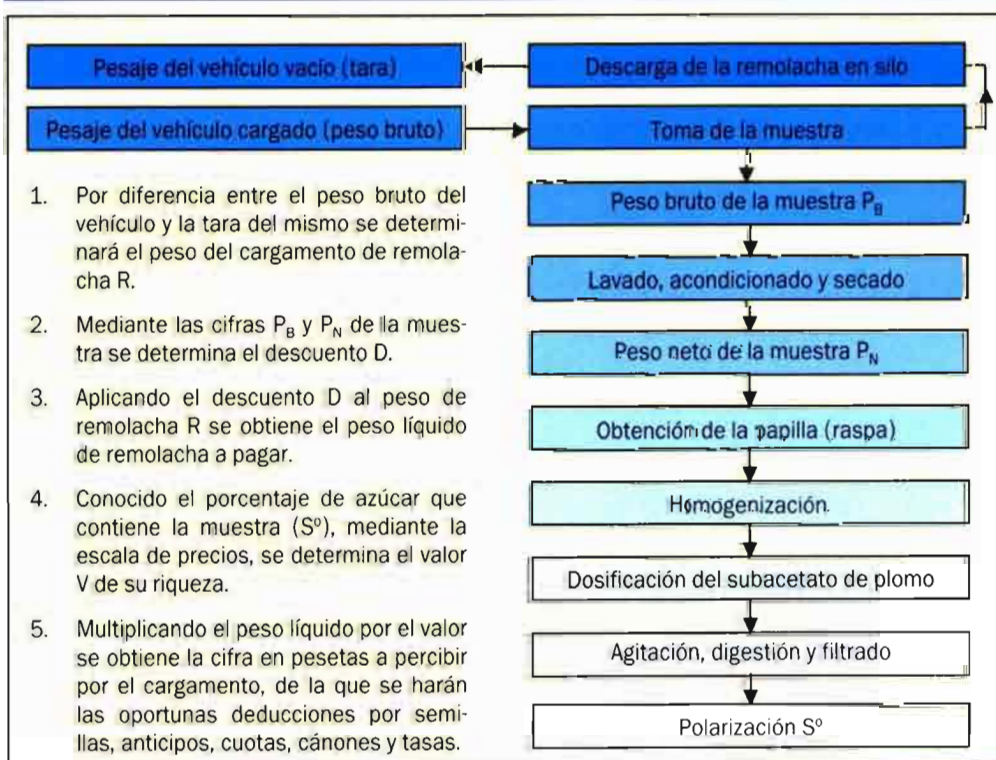 Pesaje del vehículo vacío (tara)
Descarga de la remolacha en silo
Pesaje del vehículo cargado (peso bruto)
Toma de la muestra
1. Por diferencia entre el peso bruto del
vehículo y la tara del mismo se determi-
nará el peso del cargamento de remola-
cha R.
2. Mediante las cifras P_B y P_N de la mues-
tra se determina el descuento D.
3. Aplicando el descuento D al peso de
remolacha R se obtiene el peso líquido
de remolacha a pagar.
4. Conocido el porcentaje de azúcar que
contiene la muestra (Sº), mediante la
escala de precios, se determina el valor
V de su riqueza.
5. Multiplicando el peso líquido por el valor
se obtiene la cifra en pesetas a percibir
por el cargamento, de la que se harán
las oportunas deducciones por semi-
llas, anticipos, cuotas, cánones y tasas.
Peso bruto de la muestra P_B
Lavado, acondicionado y secado
Peso neto de la muestra P_N
Obtención de la papilla (raspa)
Homogenización
Dosificación del subacetato de plomo
Agitación, digestión y filtrado
Polarización Sº